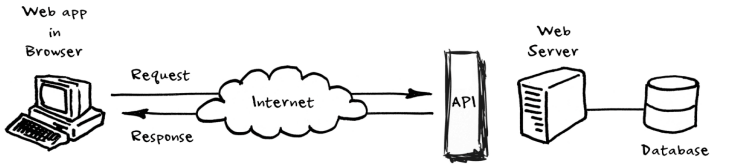 Web app
in
Browser
Request
Internet
Response
API
Web
Server
Database